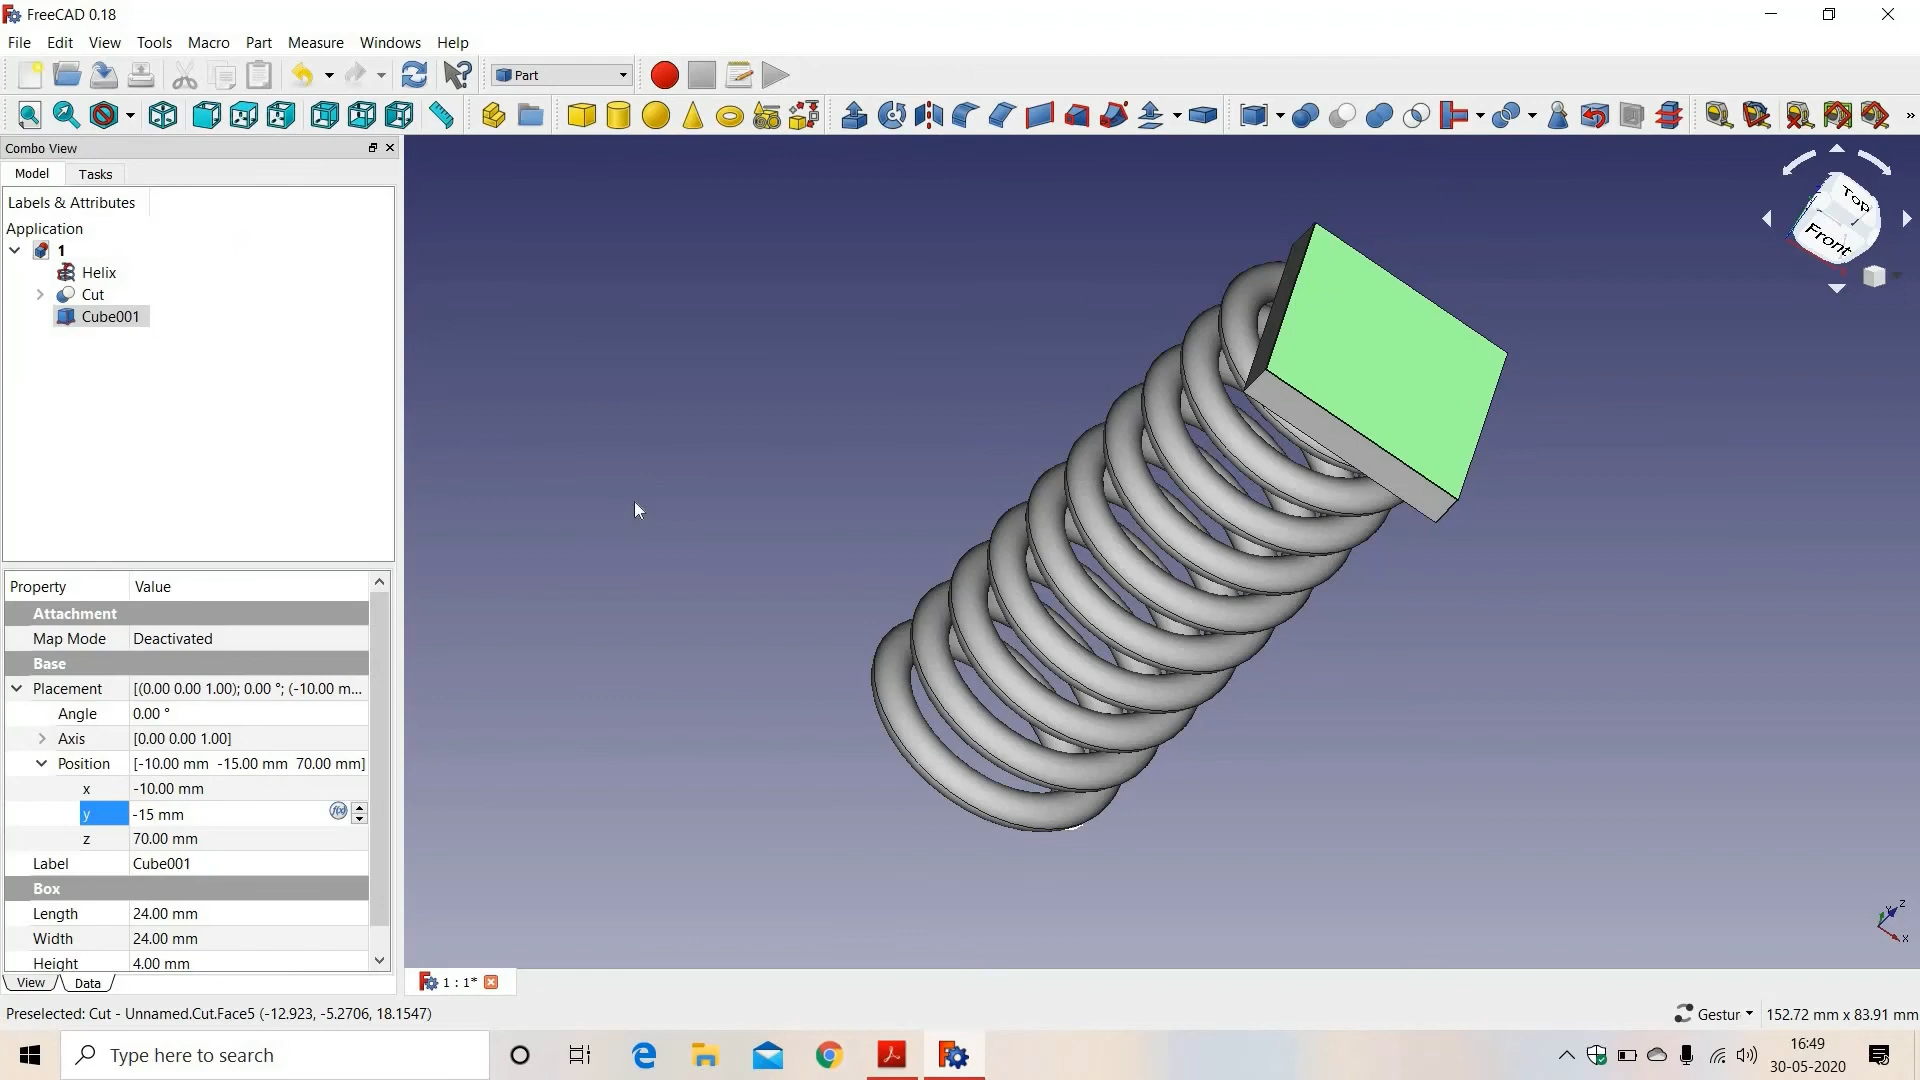 FreeCAD 0.18
File Edit View Tools Macro Part Measure Windows Help
Part
Combo View
Model Tasks
Labels & Attributes
Application
1
Helix
Cut
Cube001
Property Value
Attachment
Map Mode Deactivated
Base
Placement [(0.00 0.00 1.00); 0.00 °; (-10.00 m...
Angle 0.00 °
Axis [0.00 0.00 1.00]
Position [-10.00 mm -15.00 mm 70.00 mm]
x -10.00 mm
y -15 mm
z 70.00 mm
Label Cube001
Box
Length 24.00 mm
Width 24.00 mm
Height 4.00 mm
View Data
Top
Front
Z
Y
X
1 : 1*
Preselected: Cut - Unnamed.Cut.Face5 (-12.923, -5.2706, 18.1547)
Gestur
152.72 mm x 83.91 mm
Type here to search
16:49
30-05-2020